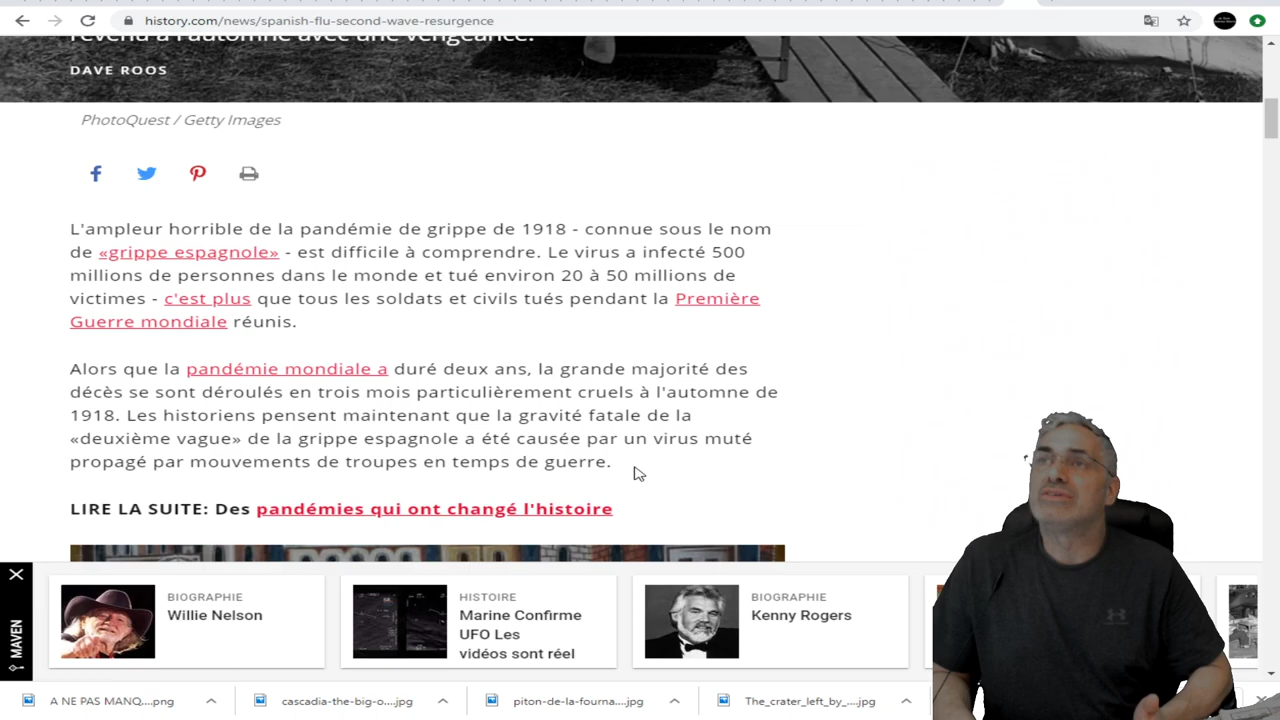 history.com/news/spanish-flu-second-wave-resurgence
revenu à l'automne avec une vengeance.
DAVE ROOS
PhotoQuest / Getty Images
L'ampleur horrible de la pandémie de grippe de 1918 - connue sous le nom
de «grippe espagnole» - est difficile à comprendre. Le virus a infecté 500
millions de personnes dans le monde et tué environ 20 à 50 millions de
victimes - c'est plus que tous les soldats et civils tués pendant la Première
Guerre mondiale réunis.
Alors que la pandémie mondiale a duré deux ans, la grande majorité des
décès se sont déroulés en trois mois particulièrement cruels à l'automne de
1918. Les historiens pensent maintenant que la gravité fatale de la
«deuxième vague» de la grippe espagnole a été causée par un virus muté
propagé par mouvements de troupes en temps de guerre.
LIRE LA SUITE: Des pandémies qui ont changé l'histoire
MAVEN
BIOGRAPHIE
Willie Nelson
HISTOIRE
Marine Confirme
UFO Les
vidéos sont réel
BIOGRAPHIE
Kenny Rogers
A NE PAS MANQ....png
cascadia-the-big-o....jpg
piton-de-la-fourna....jpg
The_crater_left_by_....jpg